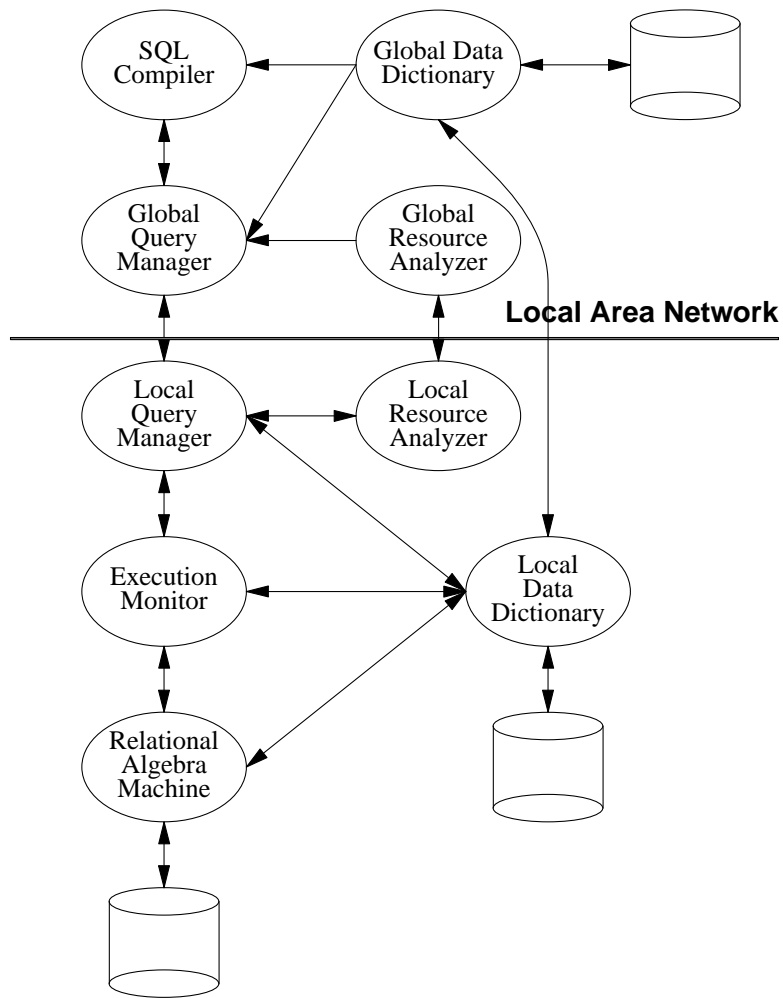 SQL
Compiler
Global Data
Dictionary
Global
Query
Manager
Global
Resource
Analyzer
Local Area Network
Local
Query
Manager
Local
Resource
Analyzer
Execution
Monitor
Local
Data
Dictionary
Relational
Algebra
Machine